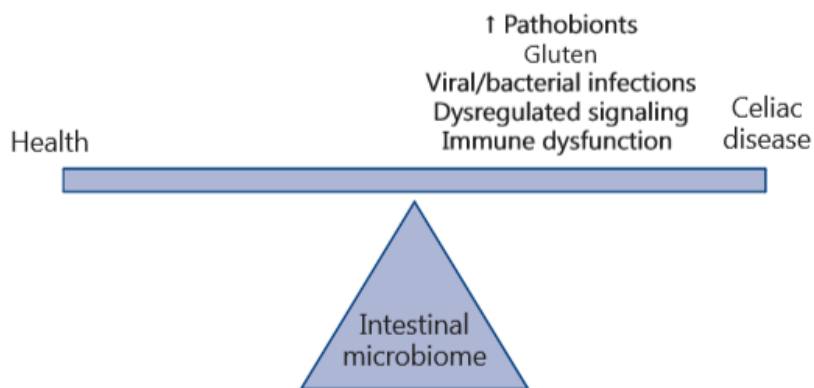 ↑ Pathobionts
Gluten
Viral/bacterial infections
Dysregulated signaling
Immune dysfunction
Health
Celiac
disease
Intestinal
microbiome